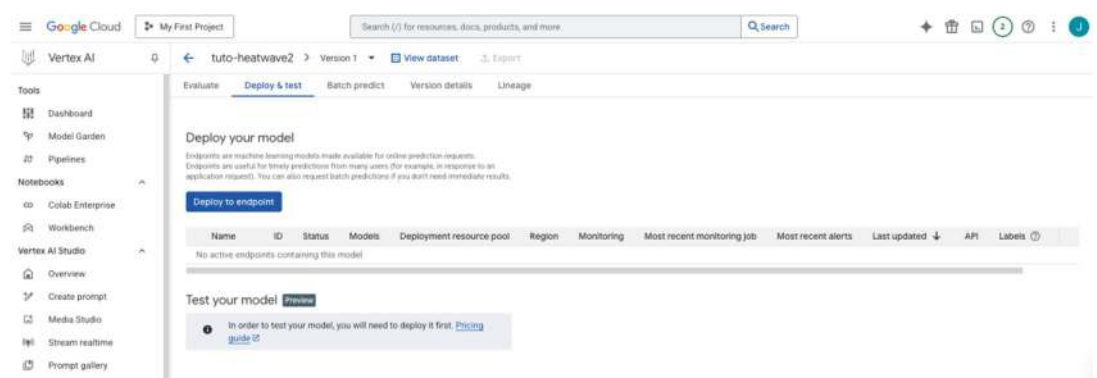 Google Cloud
My First Project
Search (/) for resources, docs, products, and more
Search
2
J
Vertex AI
tuto-heatwave2
Version 1
View dataset
Export
Tools
Evaluate
Deploy & test
Batch predict
Version details
Lineage
Dashboard
Model Garden
Pipelines
Notebooks
Colab Enterprise
Workbench
Vertex AI Studio
Overview
Create prompt
Media Studio
Stream realtime
Prompt gallery
Deploy your model
Endpoints are machine learning models made available for online prediction requests.
Endpoints are useful for timely predictions from many users (for example, in response to an
application request). You can also request batch predictions if you don't need immediate results.
Deploy to endpoint
Name ID Status Models Deployment resource pool Region Monitoring Most recent monitoring job Most recent alerts Last updated API Labels
No active endpoints containing this model
Test your model Preview
In order to test your model, you will need to deploy it first. Pricing
guide